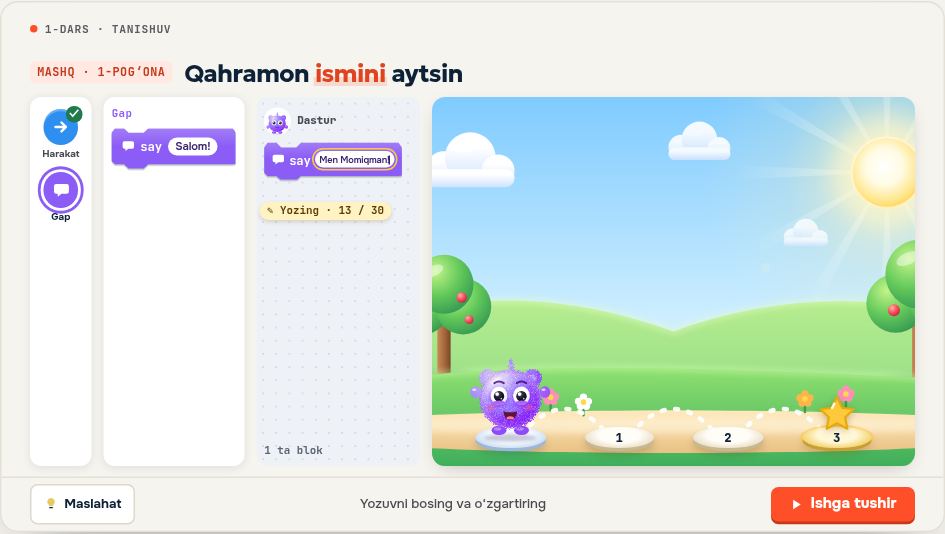 1-DARS · TANISHUV
MASHQ · 1-POG‘ONA
Qahramon ismini aytsin
Harakat
Gap
Gap
say Salom!
Dastur
say Men Momiqman!
✎ Yozing · 13 / 30
1 ta blok
1
2
3
Maslahat
Yozuvni bosing va o‘zgartiring
Ishga tushir